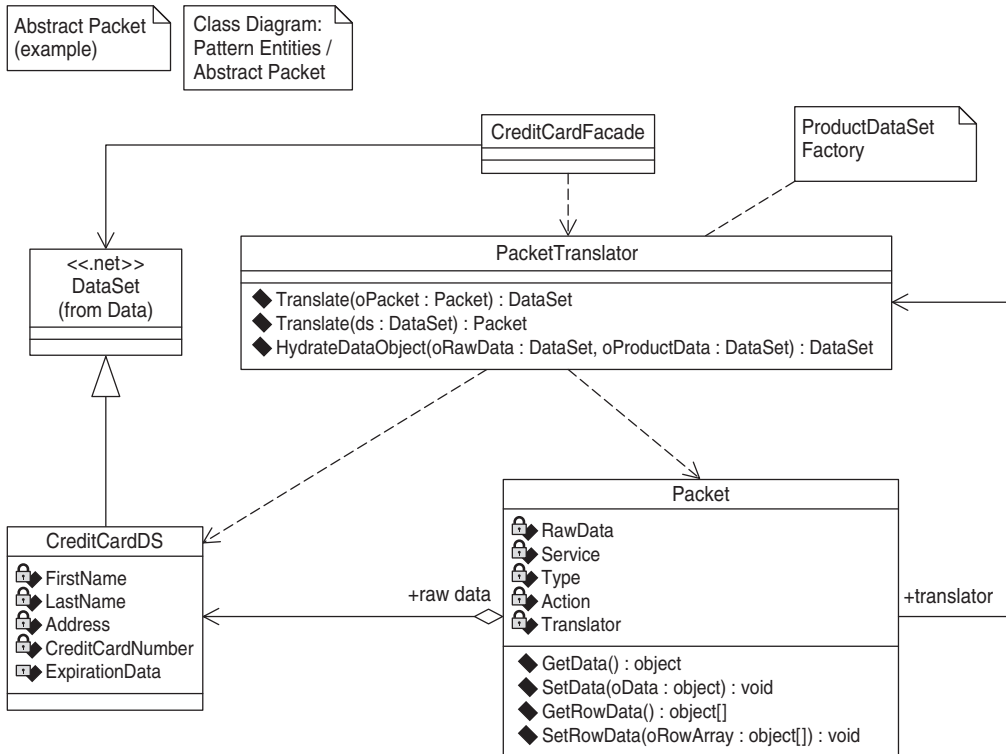 Abstract Packet
(example)
Class Diagram:
Pattern Entities /
Abstract Packet
CreditCardFacade
ProductDataSet
Factory
<<.net>>
DataSet
(from Data)
PacketTranslator
Translate(oPacket : Packet) : DataSet
Translate(ds : DataSet) : Packet
HydrateDataObject(oRawData : DataSet, oProductData : DataSet) : DataSet
CreditCardDS
FirstName
LastName
Address
CreditCardNumber
ExpirationData
+raw data
Packet
RawData
Service
Type
Action
Translator
GetData() : object
SetData(oData : object) : void
GetRowData() : object[]
SetRowData(oRowArray : object[]) : void
+translator